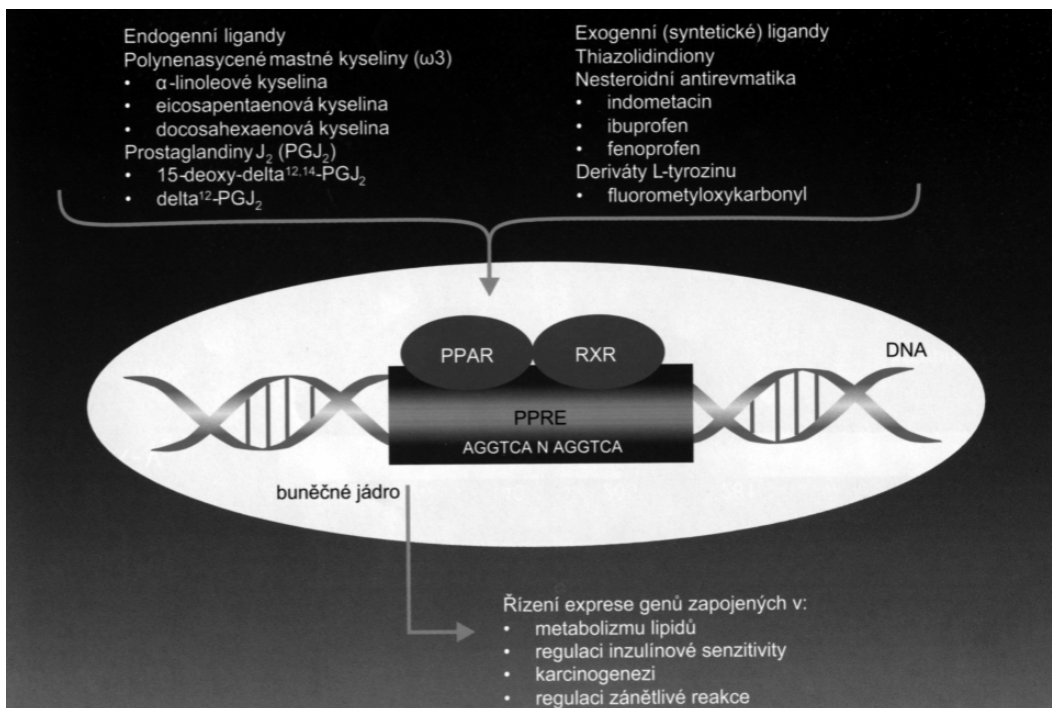 Endogenní ligandy
Polynenasycené mastné kyseliny (ω3)
• α-linoleové kyselina
• eicosapentaenová kyselina
• docosahexaenová kyselina
Prostaglandiny J₂ (PGJ₂)
• 15-deoxy-delta¹²,¹⁴-PGJ₂
• delta¹²-PGJ₂
Exogenní (syntetické) ligandy
Thiazolidindiony
Nesteroidní antirevmatika
• indometacin
• ibuprofen
• fenoprofen
Deriváty L-tyrozinu
• fluorometyloxykarbonyl
PPAR
RXR
DNA
PPRE
AGGTCA N AGGTCA
buněčné jádro
Řízení exprese genů zapojených v:
• metabolizmu lipidů
• regulaci inzulínové senzitivity
• karcinogenezi
• regulaci zánětlivé reakce